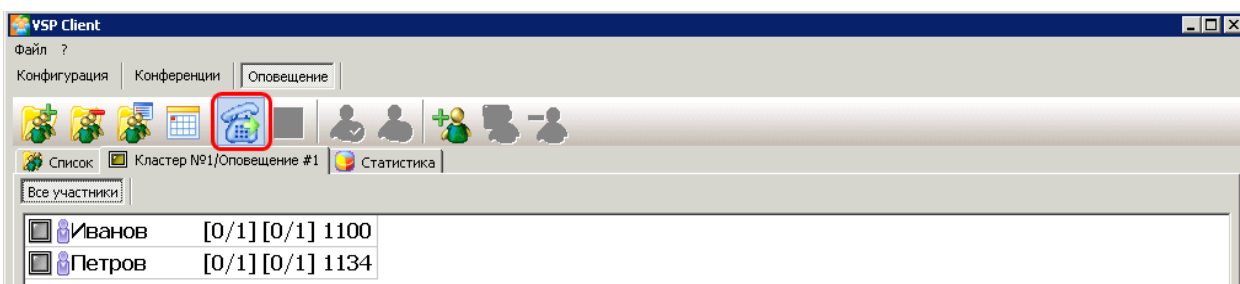 VSP Client
Файл ?
Конфигурация Конференции Оповещение
Список Кластер №1/Оповещение #1 Статистика
Все участники
Иванов [0/1] [0/1] 1100
Петров [0/1] [0/1] 1134